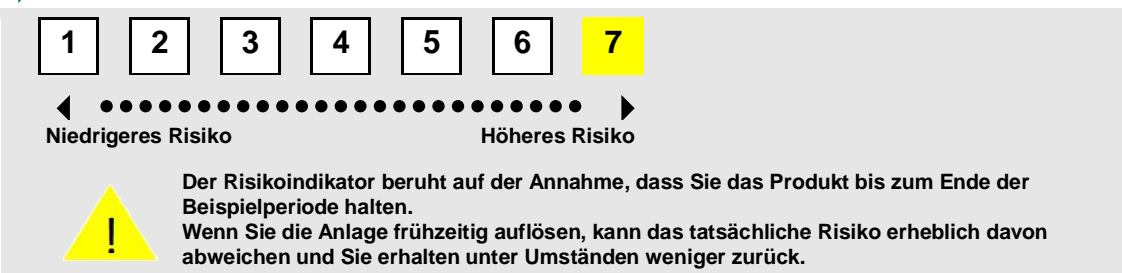 1 2 3 4 5 6 7
Niedrigeres Risiko Höheres Risiko
! Der Risikoindikator beruht auf der Annahme, dass Sie das Produkt bis zum Ende der
Beispielperiode halten.
Wenn Sie die Anlage frühzeitig auflösen, kann das tatsächliche Risiko erheblich davon
abweichen und Sie erhalten unter Umständen weniger zurück.